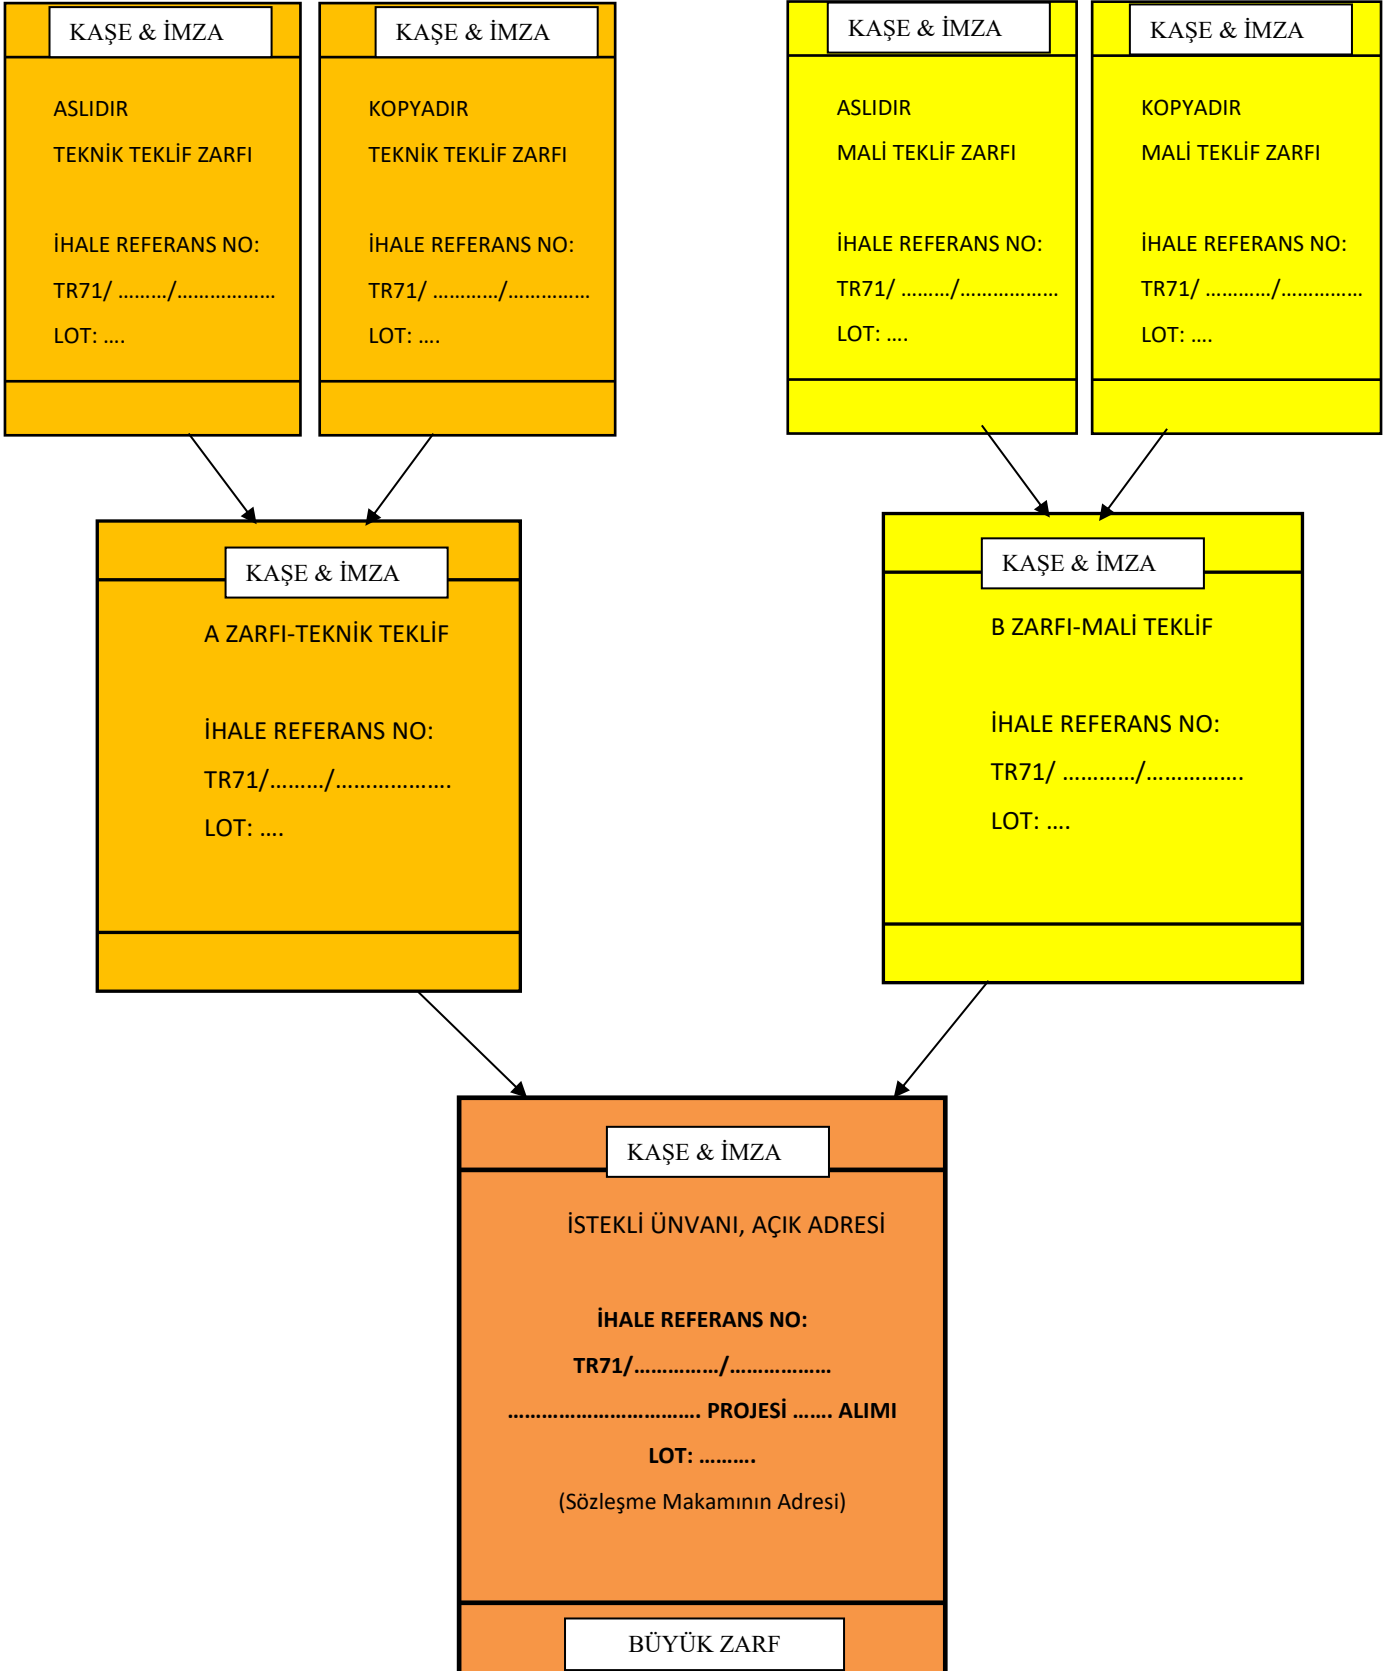 KAŞE & İMZA
ASLIDIR
TEKNİK TEKLİF ZARFI
İHALE REFERANS NO:
TR71/ ………/………………
LOT: ….
KAŞE & İMZA
KOPYADIR
TEKNİK TEKLİF ZARFI
İHALE REFERANS NO:
TR71/ …………/……………
LOT: ….
KAŞE & İMZA
ASLIDIR
MALİ TEKLİF ZARFI
İHALE REFERANS NO:
TR71/ ………/………………
LOT: ….
KAŞE & İMZA
KOPYADIR
MALİ TEKLİF ZARFI
İHALE REFERANS NO:
TR71/ …………/……………
LOT: ….
KAŞE & İMZA
A ZARFI-TEKNİK TEKLİF
İHALE REFERANS NO:
TR71/………/……………….
LOT: ….
KAŞE & İMZA
B ZARFI-MALİ TEKLİF
İHALE REFERANS NO:
TR71/ …………/…………….
LOT: ….
KAŞE & İMZA
İSTEKLİ ÜNVANI, AÇIK ADRESİ
İHALE REFERANS NO:
TR71/……………/………………
……………………………. PROJESİ ……. ALIMI
LOT: ……….
(Sözleşme Makamının Adresi)
BÜYÜK ZARF